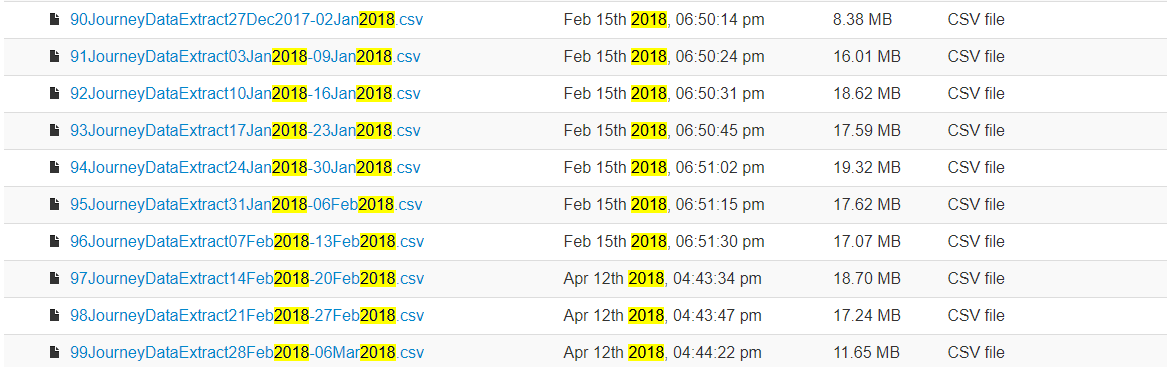 90JourneyDataExtract27Dec2017-02Jan2018.csv Feb 15th 2018, 06:50:14 pm 8.38 MB CSV file
91JourneyDataExtract03Jan2018-09Jan2018.csv Feb 15th 2018, 06:50:24 pm 16.01 MB CSV file
92JourneyDataExtract10Jan2018-16Jan2018.csv Feb 15th 2018, 06:50:31 pm 18.62 MB CSV file
93JourneyDataExtract17Jan2018-23Jan2018.csv Feb 15th 2018, 06:50:45 pm 17.59 MB CSV file
94JourneyDataExtract24Jan2018-30Jan2018.csv Feb 15th 2018, 06:51:02 pm 19.32 MB CSV file
95JourneyDataExtract31Jan2018-06Feb2018.csv Feb 15th 2018, 06:51:15 pm 17.62 MB CSV file
96JourneyDataExtract07Feb2018-13Feb2018.csv Feb 15th 2018, 06:51:30 pm 17.07 MB CSV file
97JourneyDataExtract14Feb2018-20Feb2018.csv Apr 12th 2018, 04:43:34 pm 18.70 MB CSV file
98JourneyDataExtract21Feb2018-27Feb2018.csv Apr 12th 2018, 04:43:47 pm 17.24 MB CSV file
99JourneyDataExtract28Feb2018-06Mar2018.csv Apr 12th 2018, 04:44:22 pm 11.65 MB CSV file